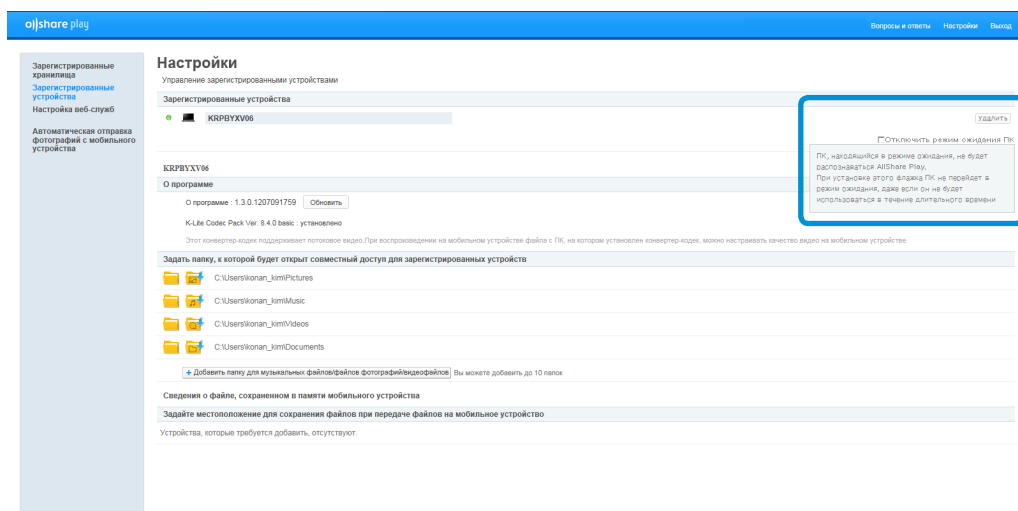 allshare play
Вопросы и ответы Настройки Выход
Зарегистрированные
хранилища
Зарегистрированные
устройства
Настройка веб-служб
Автоматическая отправка
фотографий с мобильного
устройства
Настройки
Управление зарегистрированными устройствами
Зарегистрированные устройства
KRPBYXV06
Удалить
Отключить режим ожидания ПК
ПК, находящийся в режиме ожидания, не будет
распознаваться AllShare Play.
При установке этого флажка ПК не перейдет в
режим ожидания, даже если он не будет
использоваться в течение длительного времени
KRPBYXV06
О программе
О программе : 1.3.0.1207091759 Обновить
K-Lite Codec Pack Ver. 8.4.0 basic : установлено
Этот конвертер-кодек поддерживает потоковое видео.При воспроизведении на мобильном устройстве файла с ПК, на котором установлен конвертер-кодек, можно настраивать качество видео на мобильном устройстве
Задать папку, к которой будет открыт совместный доступ для зарегистрированных устройств
C:\Users\konan_kim\Pictures
C:\Users\konan_kim\Music
C:\Users\konan_kim\Videos
C:\Users\konan_kim\Documents
+ Добавить папку для музыкальных файлов/файлов фотографий/видеофайлов Вы можете добавить до 10 папок
Сведения о файле, сохраненном в памяти мобильного устройства
Задайте местоположение для сохранения файлов при передаче файлов на мобильное устройство
Устройства, которые требуется добавить, отсутствуют.